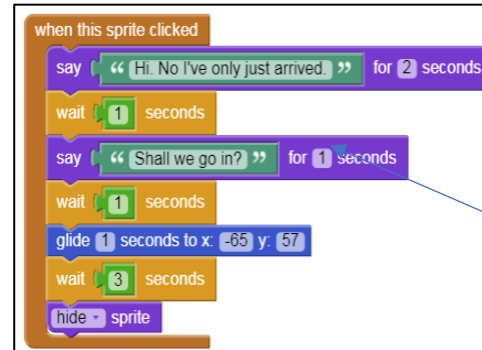 when this sprite clicked
say “ Hi. No I've only just arrived. ” for 2 seconds
wait 1 seconds
say “ Shall we go in? ” for 1 seconds
wait 1 seconds
glide 1 seconds to x: -65 y: 57
wait 3 seconds
hide sprite